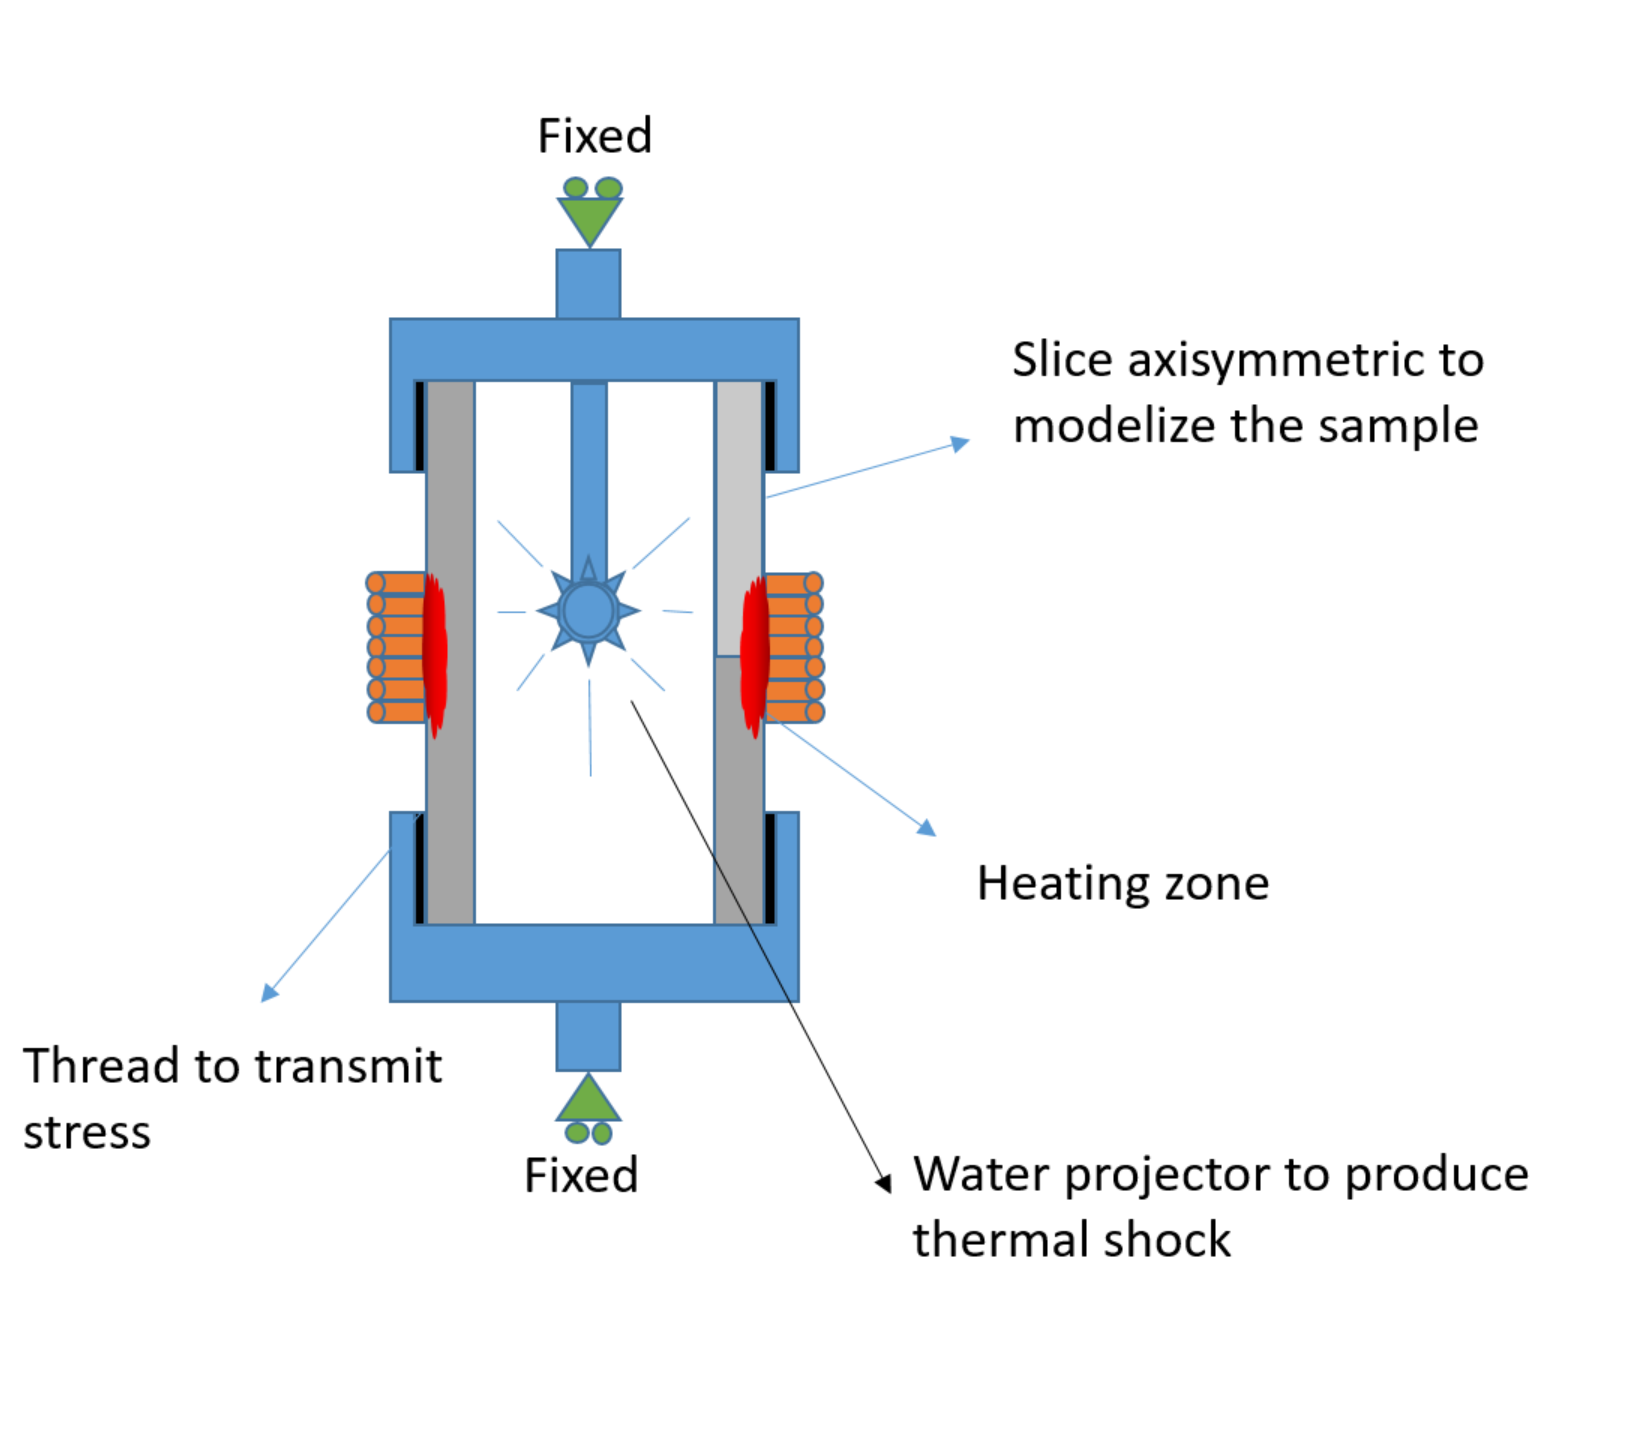 Fixed
Slice axisymmetric to
modelize the sample
Heating zone
Thread to transmit
stress
Fixed
Water projector to produce
thermal shock